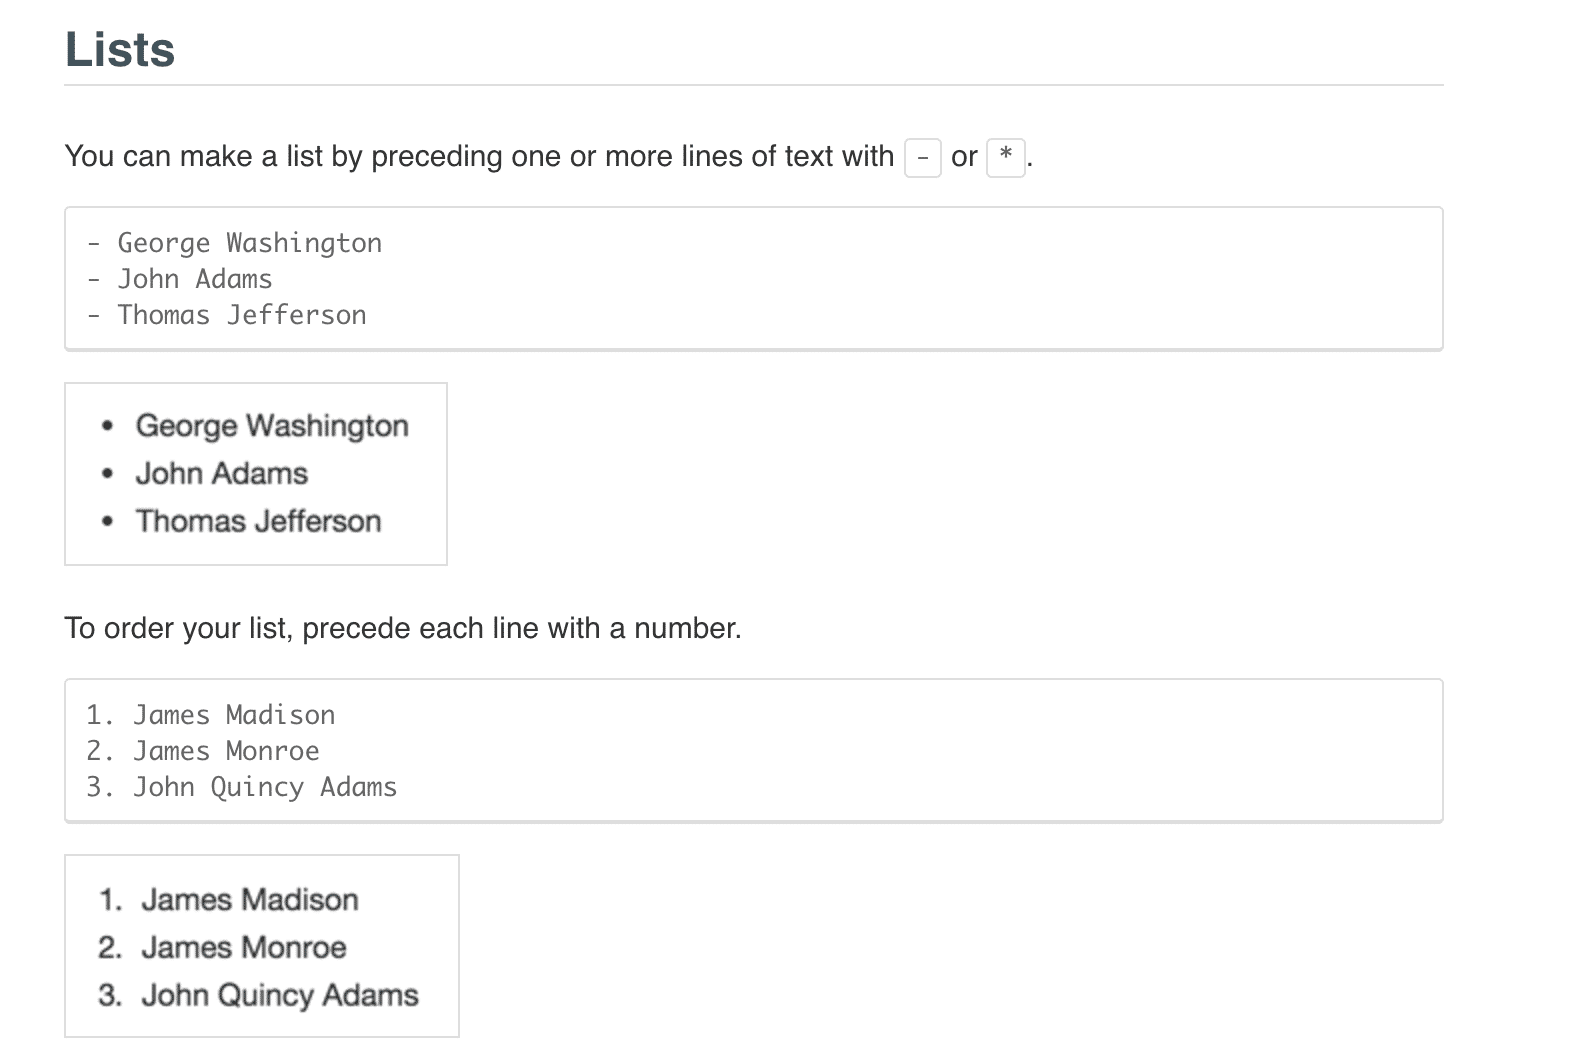 Lists
You can make a list by preceding one or more lines of text with - or *.
- George Washington
- John Adams
- Thomas Jefferson
• George Washington
• John Adams
• Thomas Jefferson
To order your list, precede each line with a number.
1. James Madison
2. James Monroe
3. John Quincy Adams
1. James Madison
2. James Monroe
3. John Quincy Adams